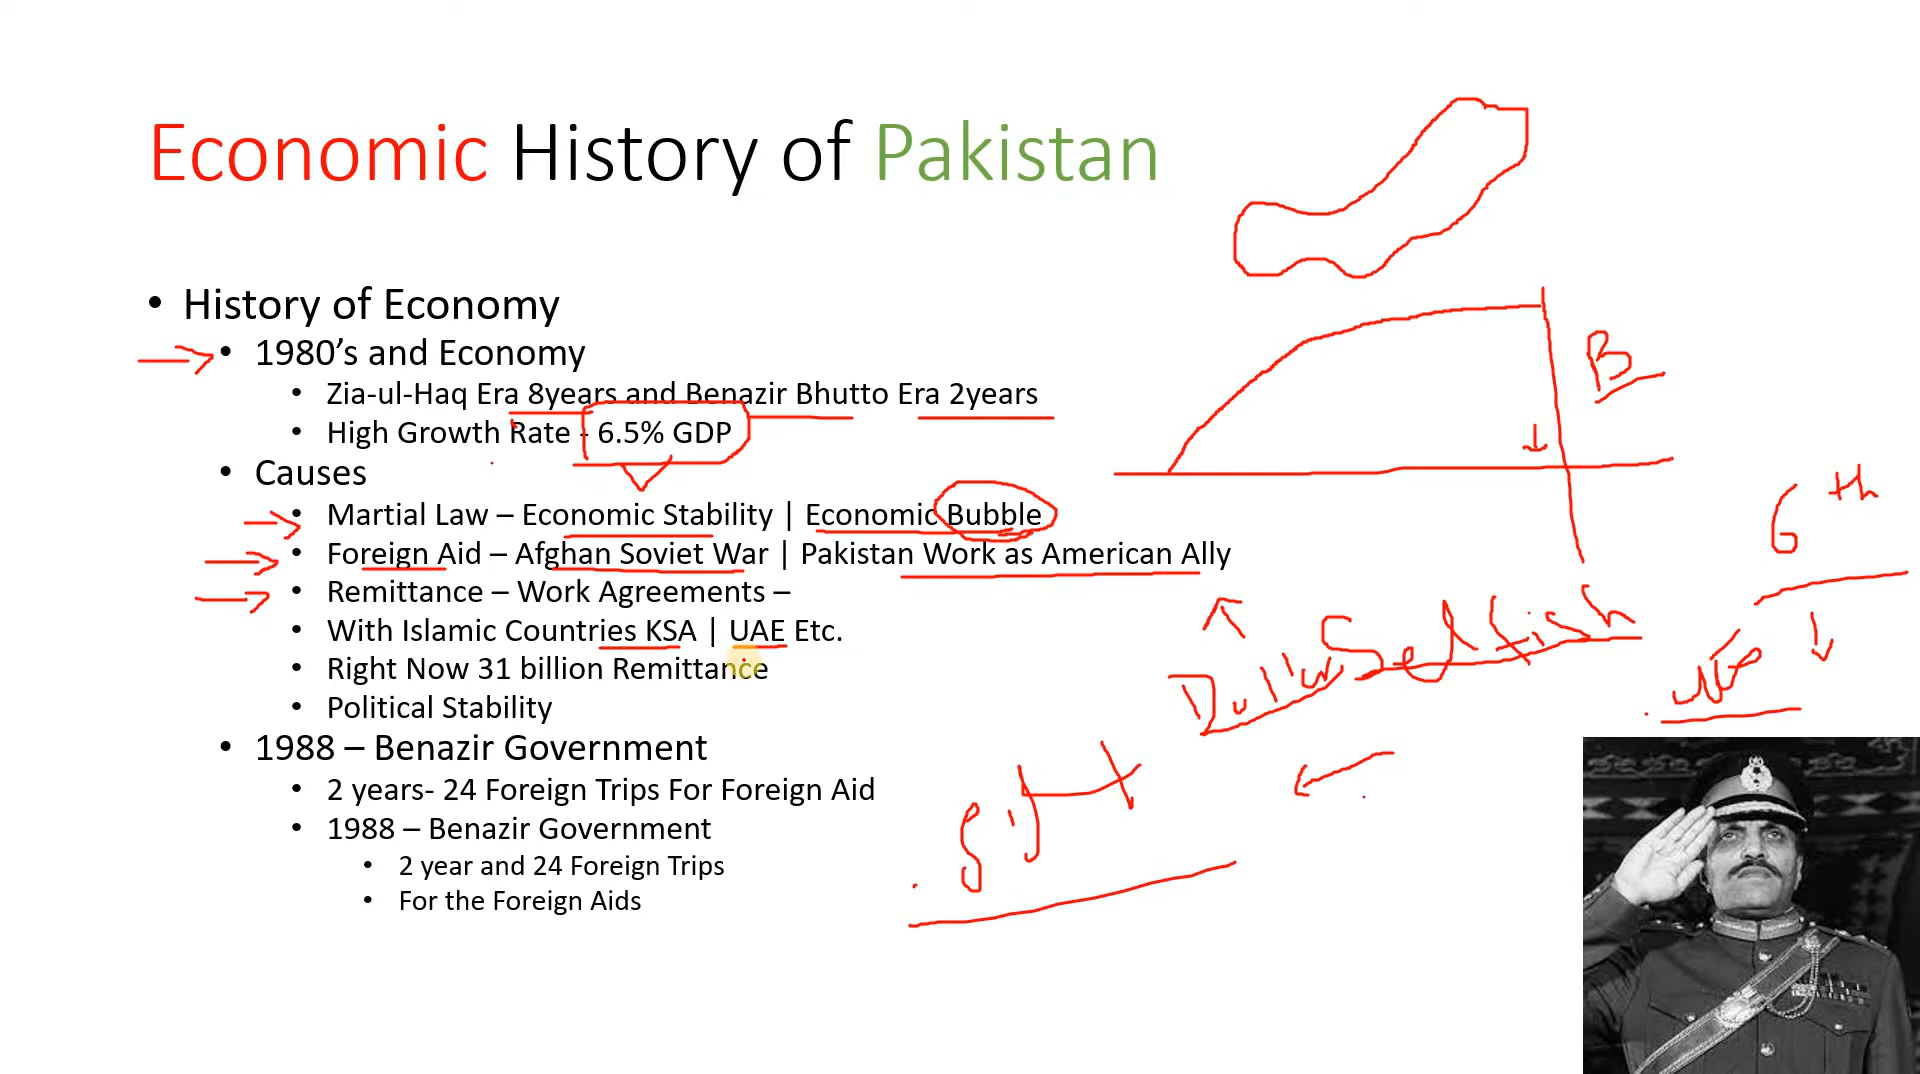 Economic History of Pakistan
• History of Economy
• 1980’s and Economy
• Zia-ul-Haq Era 8years and Benazir Bhutto Era 2years
• High Growth Rate - 6.5% GDP
• Causes
• Martial Law – Economic Stability | Economic Bubble
• Foreign Aid – Afghan Soviet War | Pakistan Work as American Ally
• Remittance – Work Agreements –
• With Islamic Countries KSA | UAE Etc.
• Right Now 31 billion Remittance
• Political Stability
• 1988 – Benazir Government
• 2 years- 24 Foreign Trips For Foreign Aid
• 1988 – Benazir Government
• 2 year and 24 Foreign Trips
• For the Foreign Aids
B
6th
Selfish
gift